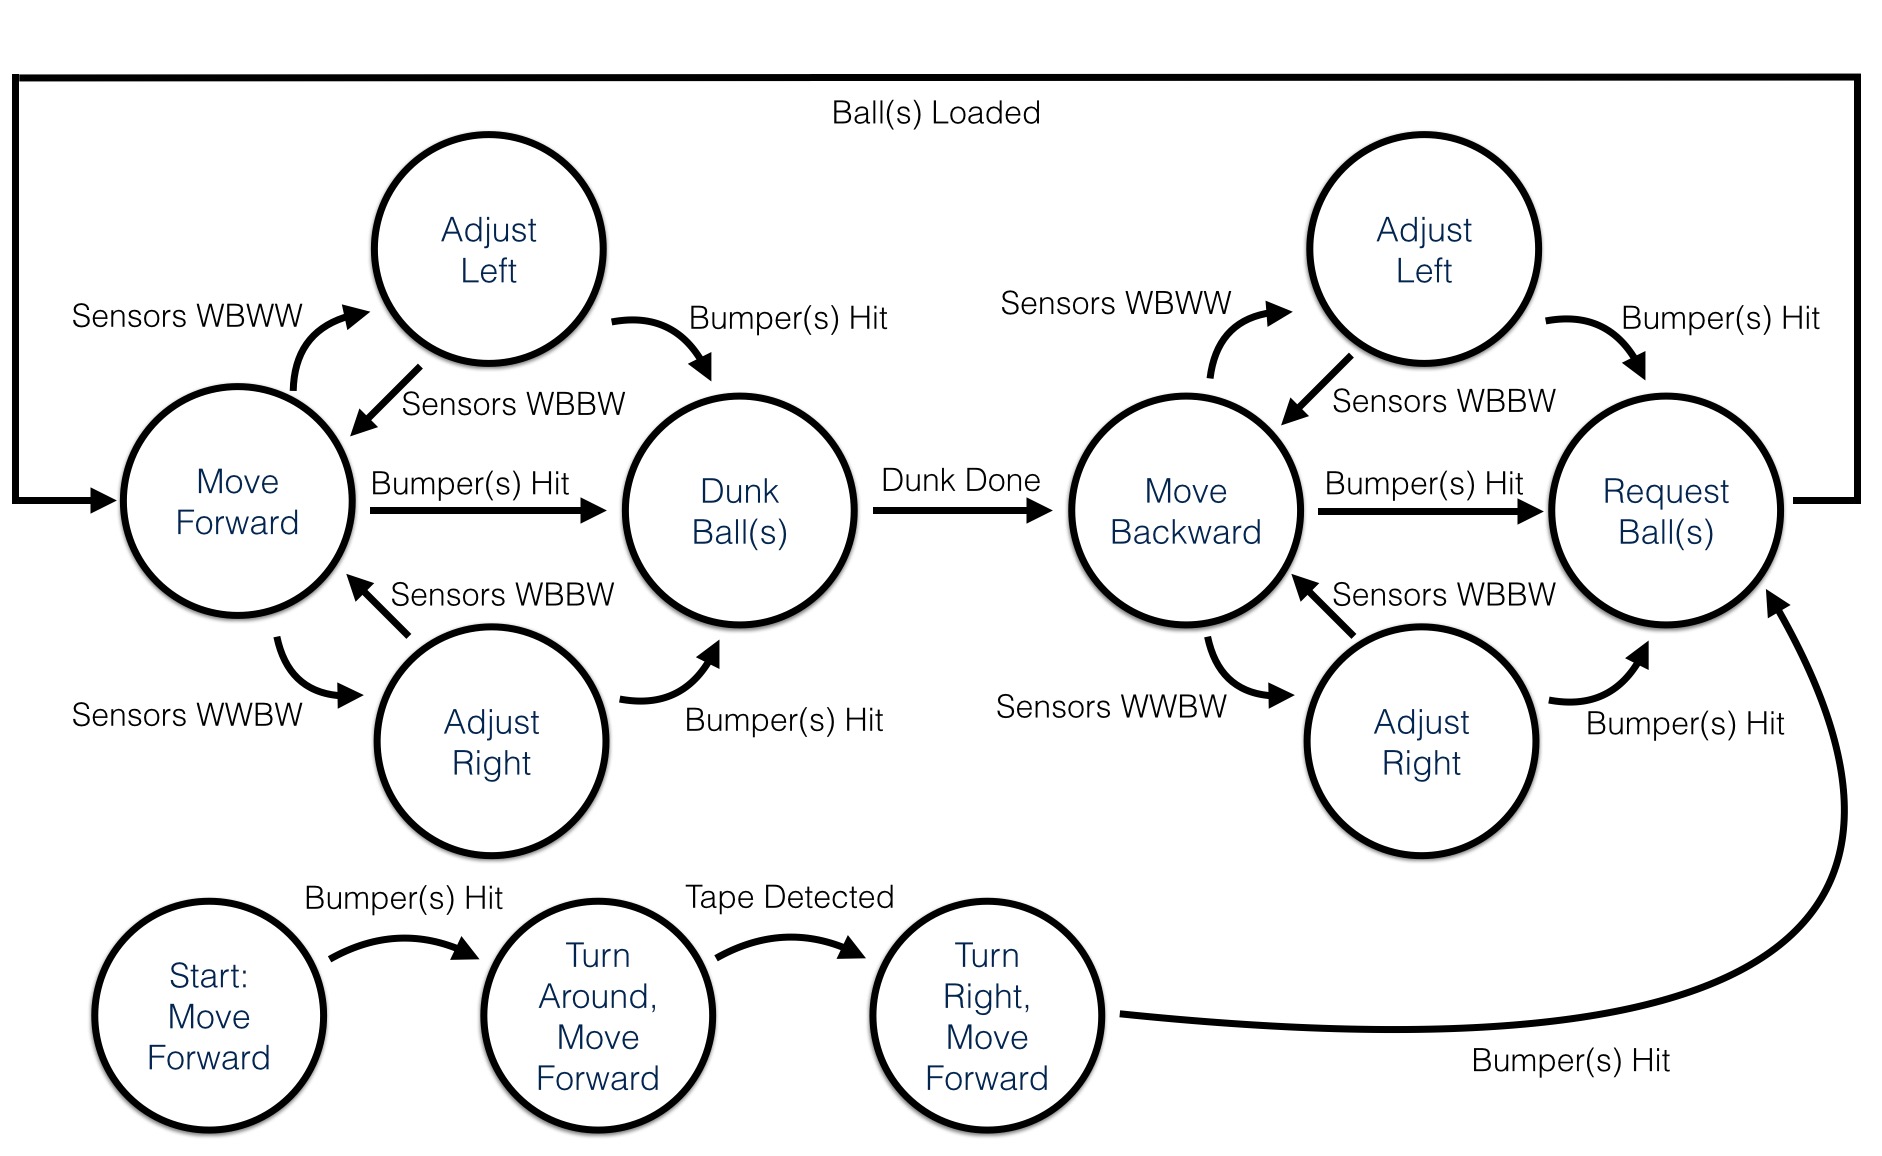 Ball(s) Loaded
Adjust
Left
Adjust
Left
Sensors WBWW
Bumper(s) Hit
Sensors WBWW
Bumper(s) Hit
Sensors WBBW
Sensors WBBW
Move
Forward
Bumper(s) Hit
Dunk
Ball(s)
Dunk Done
Move
Backward
Bumper(s) Hit
Request
Ball(s)
Sensors WBBW
Sensors WBBW
Sensors WWBW
Adjust
Right
Bumper(s) Hit
Sensors WWBW
Adjust
Right
Bumper(s) Hit
Bumper(s) Hit
Tape Detected
Start:
Move
Forward
Turn
Around,
Move
Forward
Turn
Right,
Move
Forward
Bumper(s) Hit